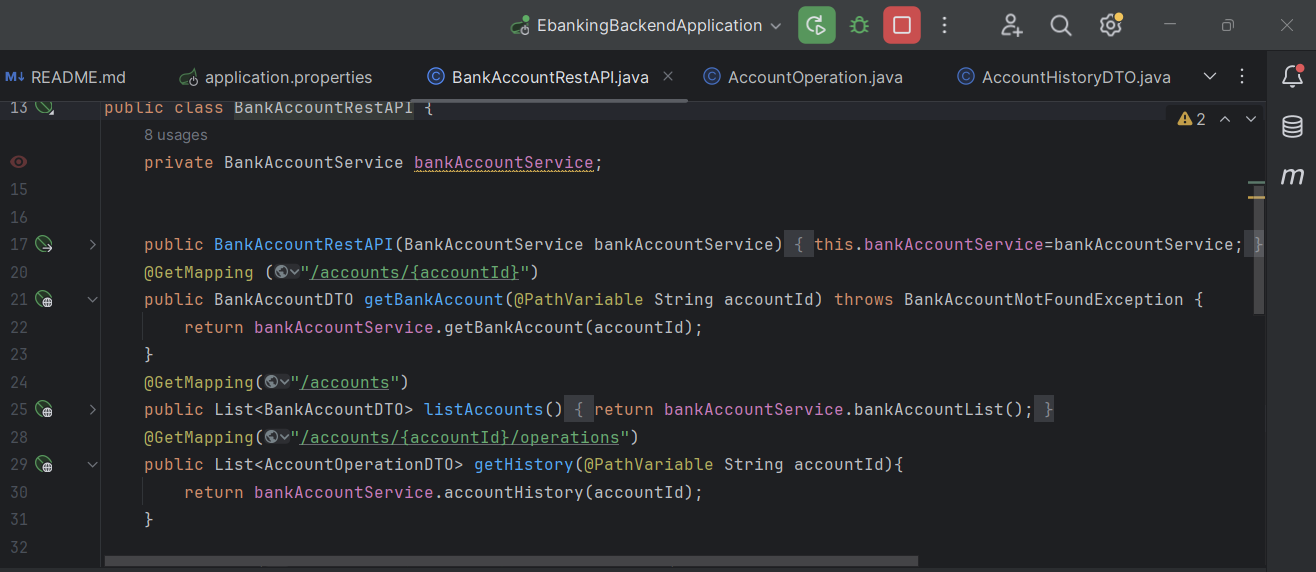 EbankingBackendApplication
M↓ README.md application.properties BankAccountRestAPI.java AccountOperation.java AccountHistoryDTO.java
13 public class BankAccountRestAPI {
2
8 usages
private BankAccountService bankAccountService;
15
16
17 public BankAccountRestAPI(BankAccountService bankAccountService) { this.bankAccountService=bankAccountService; }
20 @GetMapping ("/accounts/{accountId}")
21 public BankAccountDTO getBankAccount(@PathVariable String accountId) throws BankAccountNotFoundException {
22 return bankAccountService.getBankAccount(accountId);
23 }
24 @GetMapping("/accounts")
25 public List<BankAccountDTO> listAccounts() { return bankAccountService.bankAccountList(); }
28 @GetMapping("/accounts/{accountId}/operations")
29 public List<AccountOperationDTO> getHistory(@PathVariable String accountId){
30 return bankAccountService.accountHistory(accountId);
31 }
32
m